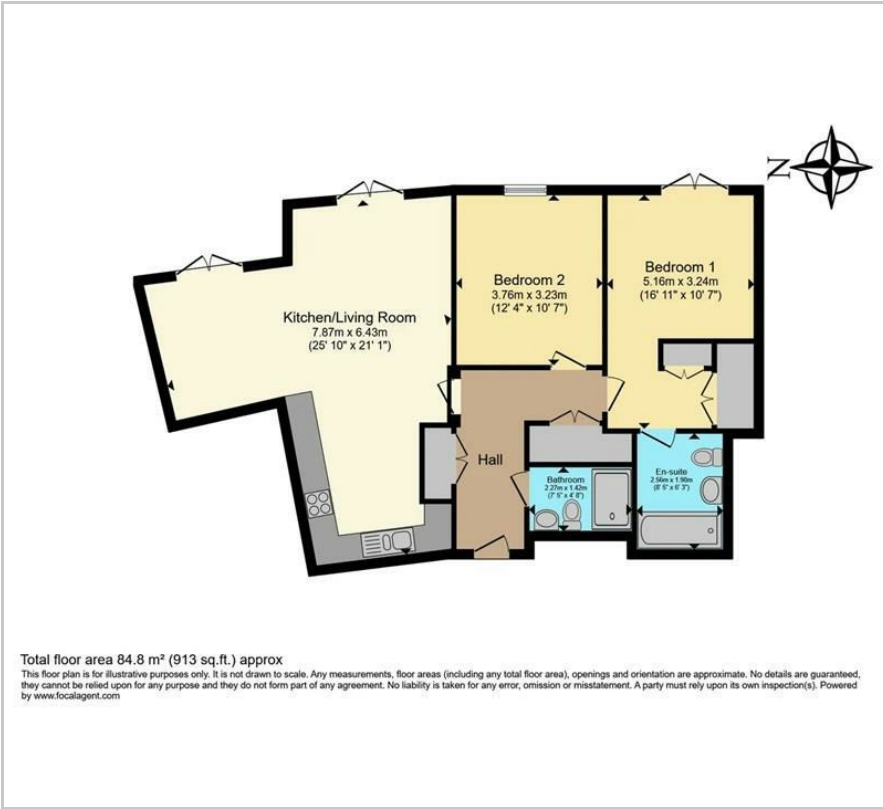 N
Kitchen/Living Room
7.87m x 6.43m
(25' 10" x 21' 1")
Bedroom 2
3.76m x 3.23m
(12' 4" x 10' 7")
Bedroom 1
5.16m x 3.24m
(16' 11" x 10' 7")
Hall
Bathroom
2.27m x 1.42m
(7' 5" x 4' 8")
En-suite
2.56m x 1.90m
(8' 5" x 6' 3")
Total floor area 84.8 m² (913 sq.ft.) approx
This floor plan is for illustrative purposes only. It is not drawn to scale. Any measurements, floor areas (including any total floor area), openings and orientation are approximate. No details are guaranteed,
they cannot be relied upon for any purpose and they do not form part of any agreement. No liability is taken for any error, omission or misstatement. A party must rely upon its own inspection(s). Powered
by www.focalagent.com